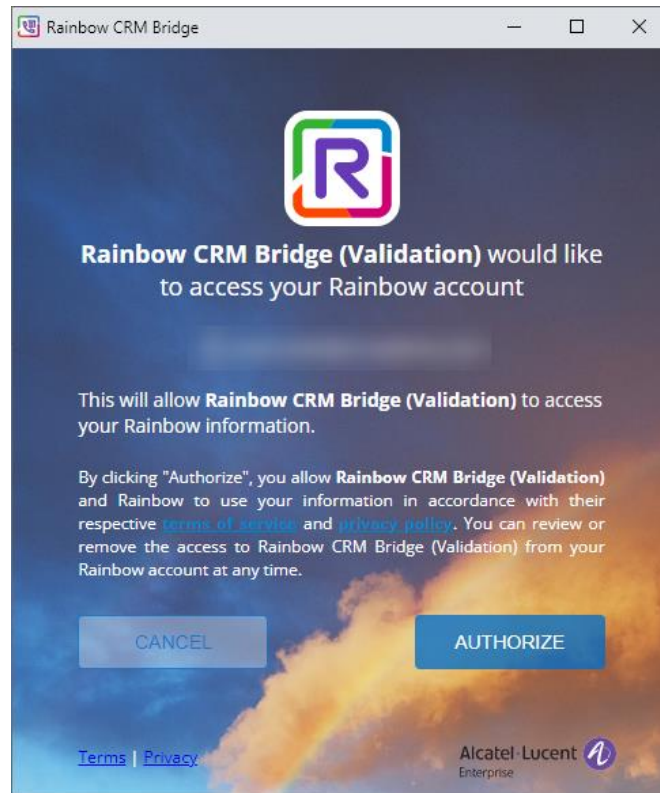 Rainbow CRM Bridge
R
Rainbow CRM Bridge (Validation) would like
to access your Rainbow account
This will allow Rainbow CRM Bridge (Validation) to access
your Rainbow information.
By clicking "Authorize", you allow Rainbow CRM Bridge (Validation)
and Rainbow to use your information in accordance with their
respective terms of service and privacy policy. You can review or
remove the access to Rainbow CRM Bridge (Validation) from your
Rainbow account at any time.
CANCEL
AUTHORIZE
Terms | Privacy
Alcatel·Lucent
Enterprise